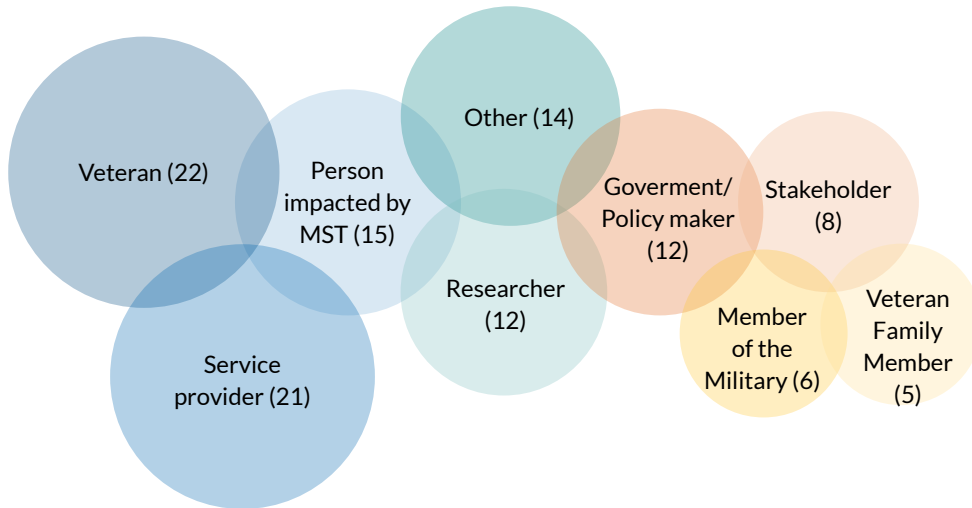 Veteran (22)
Person
impacted by
MST (15)
Other (14)
Goverment/
Policy maker
(12)
Stakeholder
(8)
Service
provider (21)
Researcher
(12)
Member
of the
Military (6)
Veteran
Family
Member
(5)